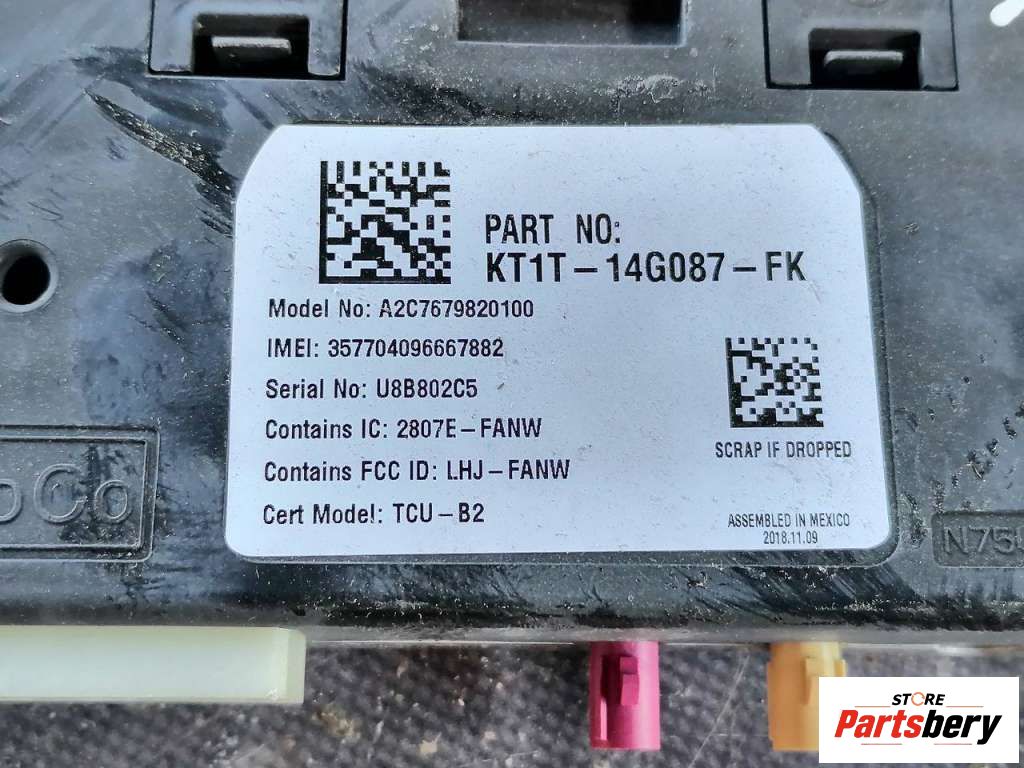 PART NO:
KT1T-14G087-FK
Model No: A2C7679820100
IMEI: 357704096667882
Serial No: U8B802C5
Contains IC: 2807E-FANW
Contains FCC ID: LHJ-FANW
Cert Model: TCU-B2
SCRAP IF DROPPED
ASSEMBLED IN MEXICO
2018.11.09
STORE
Partsbery